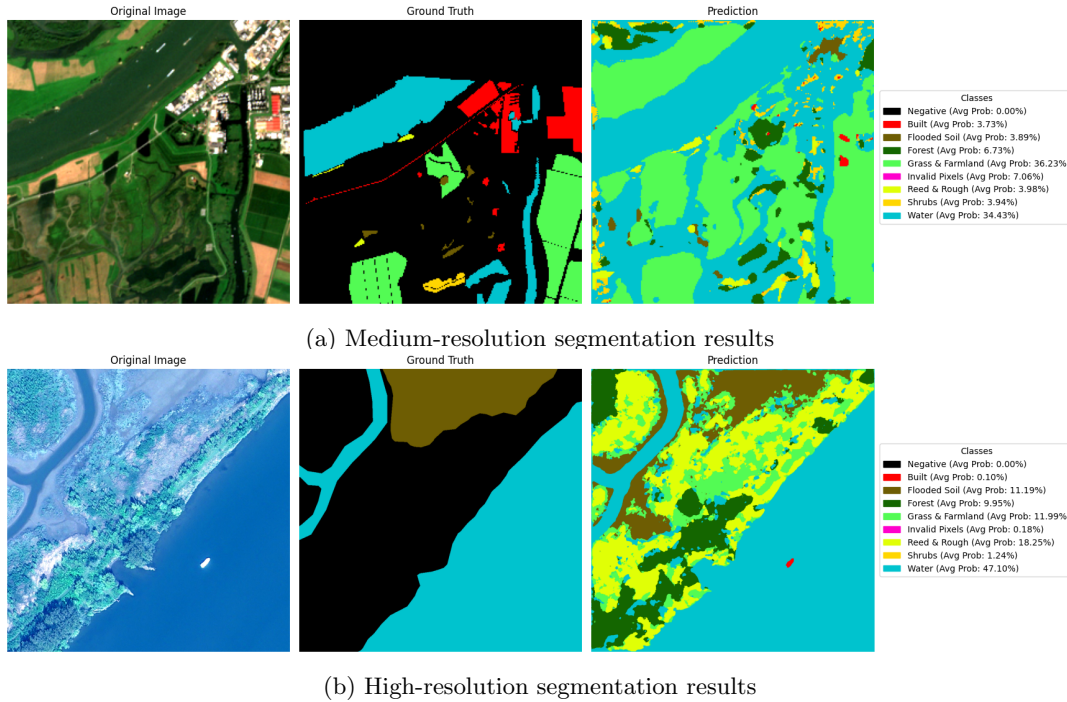 Original Image
Ground Truth
Prediction
Classes
Negative (Avg Prob: 0.00%)
Built (Avg Prob: 3.73%)
Flooded Soil (Avg Prob: 3.89%)
Forest (Avg Prob: 6.73%)
Grass & Farmland (Avg Prob: 36.23%)
Invalid Pixels (Avg Prob: 7.06%)
Reed & Rough (Avg Prob: 3.98%)
Shrubs (Avg Prob: 3.94%)
Water (Avg Prob: 34.43%)
(a) Medium-resolution segmentation results
Original Image
Ground Truth
Prediction
Classes
Negative (Avg Prob: 0.00%)
Built (Avg Prob: 0.10%)
Flooded Soil (Avg Prob: 11.19%)
Forest (Avg Prob: 9.95%)
Grass & Farmland (Avg Prob: 11.99%)
Invalid Pixels (Avg Prob: 0.18%)
Reed & Rough (Avg Prob: 18.25%)
Shrubs (Avg Prob: 1.24%)
Water (Avg Prob: 47.10%)
(b) High-resolution segmentation results